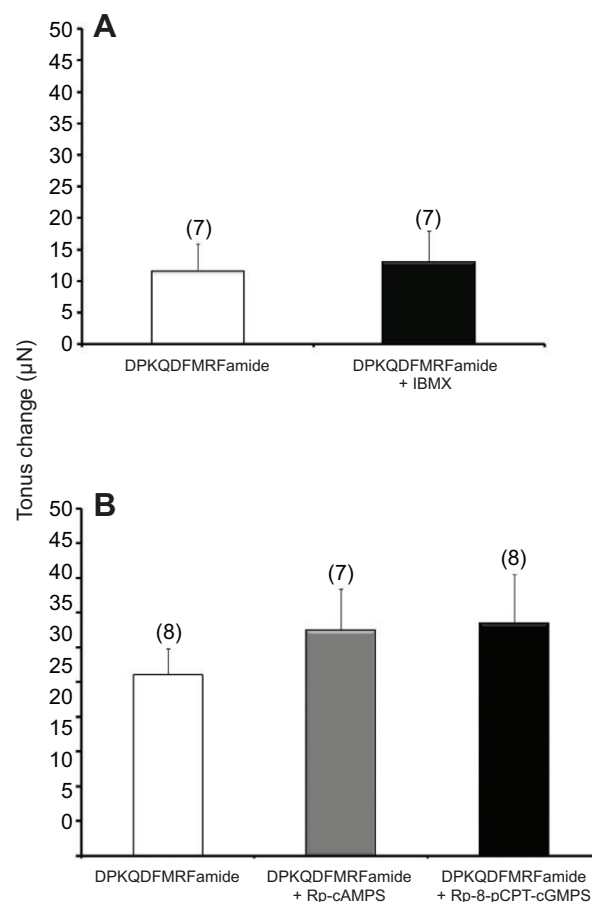 A
50
45
40
35
30
25
20
15
10
5
0
(7)
(7)
DPKQDFMRFamide
DPKQDFMRFamide
+ IBMX
Tonus change (µN)
B
50
45
40
35
30
25
20
15
10
5
0
(8)
(7)
(8)
DPKQDFMRFamide
DPKQDFMRFamide
+ Rp-cAMPS
DPKQDFMRFamide
+ Rp-8-pCPT-cGMPS